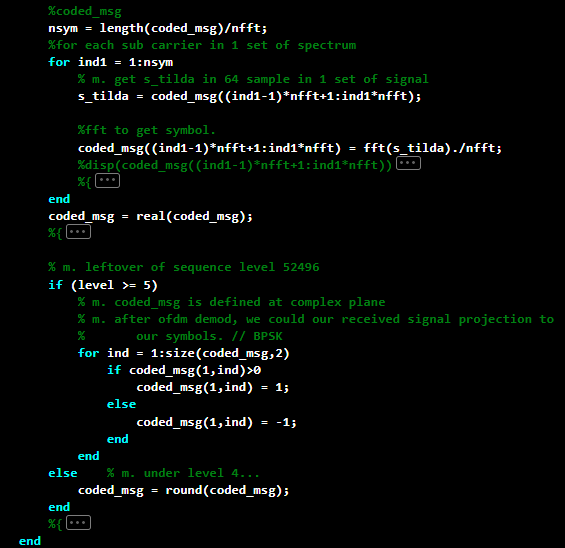 %coded_msg
nsym = length(coded_msg)/nfft;
%for each sub carrier in 1 set of spectrum
for ind1 = 1:nsym
% m. get s_tilda in 64 sample in 1 set of signal
s_tilda = coded_msg((ind1-1)*nfft+1:ind1*nfft);
%fft to get symbol.
coded_msg((ind1-1)*nfft+1:ind1*nfft) = fft(s_tilda)./nfft;
%disp(coded_msg((ind1-1)*nfft+1:ind1*nfft)) ...
%{ ...
end
coded_msg = real(coded_msg);
%{ ...
% m. leftover of sequence level 52496
if (level >= 5)
% m. coded_msg is defined at complex plane
% m. after ofdm demod, we could our received signal projection to
% our symbols. // BPSK
for ind = 1:size(coded_msg,2)
if coded_msg(1,ind)>0
coded_msg(1,ind) = 1;
else
coded_msg(1,ind) = -1;
end
end
else % m. under level 4...
coded_msg = round(coded_msg);
end
%{ ...
end